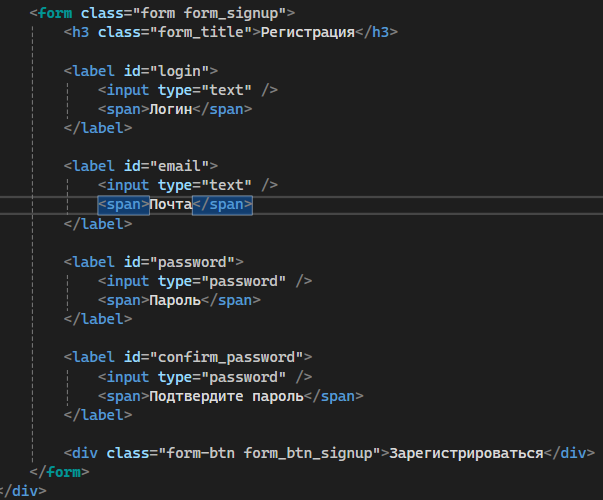 <form class="form form_signup">
<h3 class="form_title">Регистрация</h3>
<label id="login">
<input type="text" />
<span>Логин</span>
</label>
<label id="email">
<input type="text" />
<span>Почта</span>
</label>
<label id="password">
<input type="password" />
<span>Пароль</span>
</label>
<label id="confirm_password">
<input type="password" />
<span>Подтвердите пароль</span>
</label>
<div class="form-btn form_btn_signup">Зарегистрироваться</div>
</form>
</div>